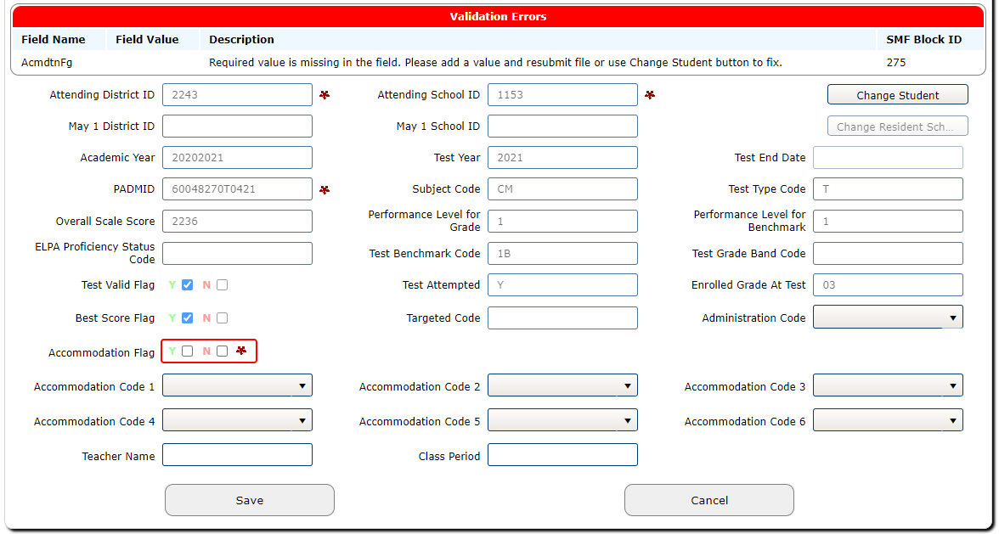 Validation Errors
Field Name Field Value Description SMF Block ID
AcmdtnFg Required value is missing in the field. Please add a value and resubmit file or use Change Student button to fix. 275
Attending District ID 2243 Attending School ID 1153 Change Student
May 1 District ID May 1 School ID Change Resident Sch...
Academic Year 20202021 Test Year 2021 Test End Date
PADMID 60048270T0421 Subject Code CM Test Type Code T
Overall Scale Score 2236 Performance Level for Grade 1 Performance Level for Benchmark 1
ELPA Proficiency Status Code Test Benchmark Code 1B Test Grade Band Code
Test Valid Flag Y N Test Attempted Y Enrolled Grade At Test 03
Best Score Flag Y N Targeted Code Administration Code
Accommodation Flag Y N
Accommodation Code 1 Accommodation Code 2 Accommodation Code 3
Accommodation Code 4 Accommodation Code 5 Accommodation Code 6
Teacher Name Class Period
Save Cancel